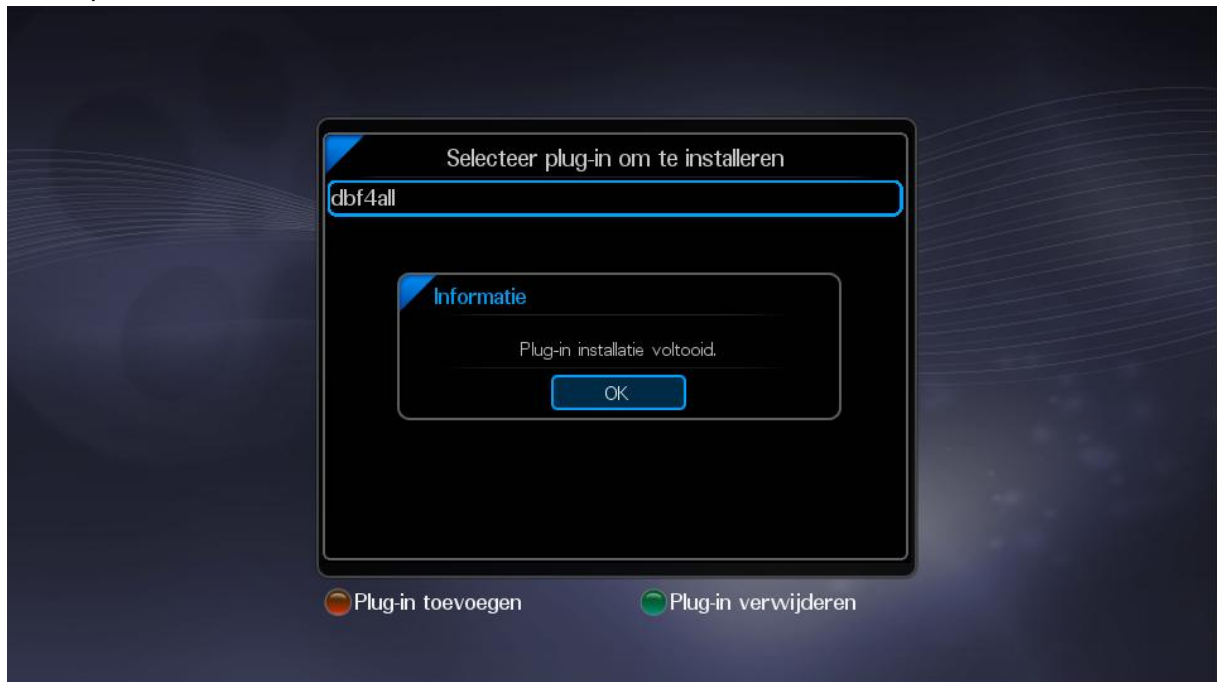 Selecteer plug-in om te installeren
dbf4all
Informatie
Plug-in installatie voltooid.
OK
Plug-in toevoegen
Plug-in verwijderen